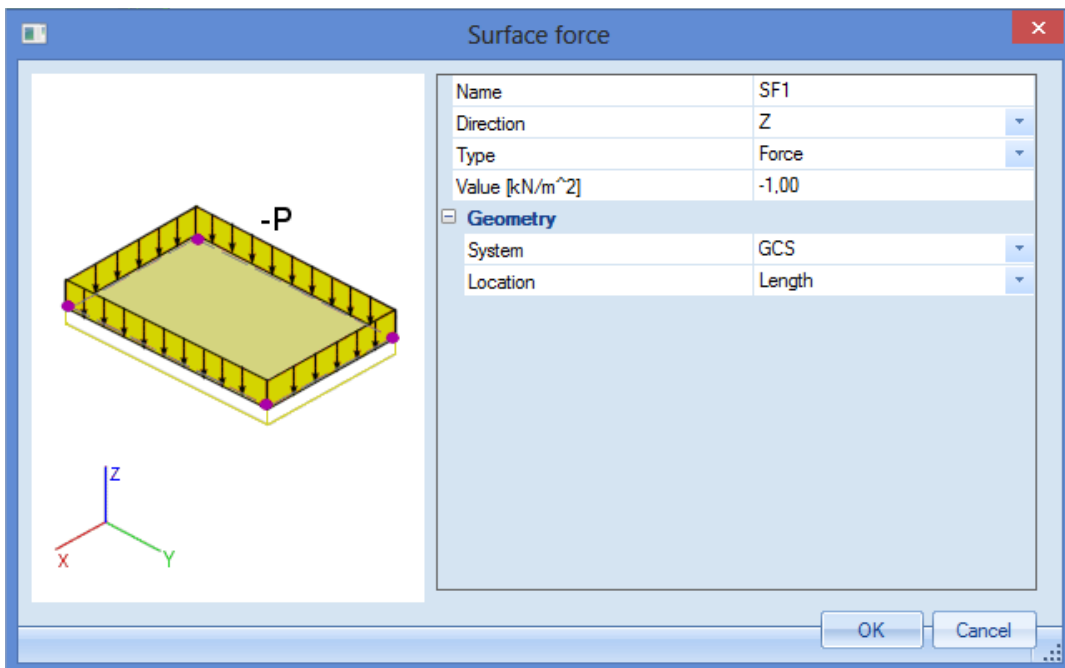 Surface force
Name SF1
Direction Z
Type Force
Value [kN/m^2] -1,00
Geometry
System GCS
Location Length
-P
Z
X
Y
OK Cancel